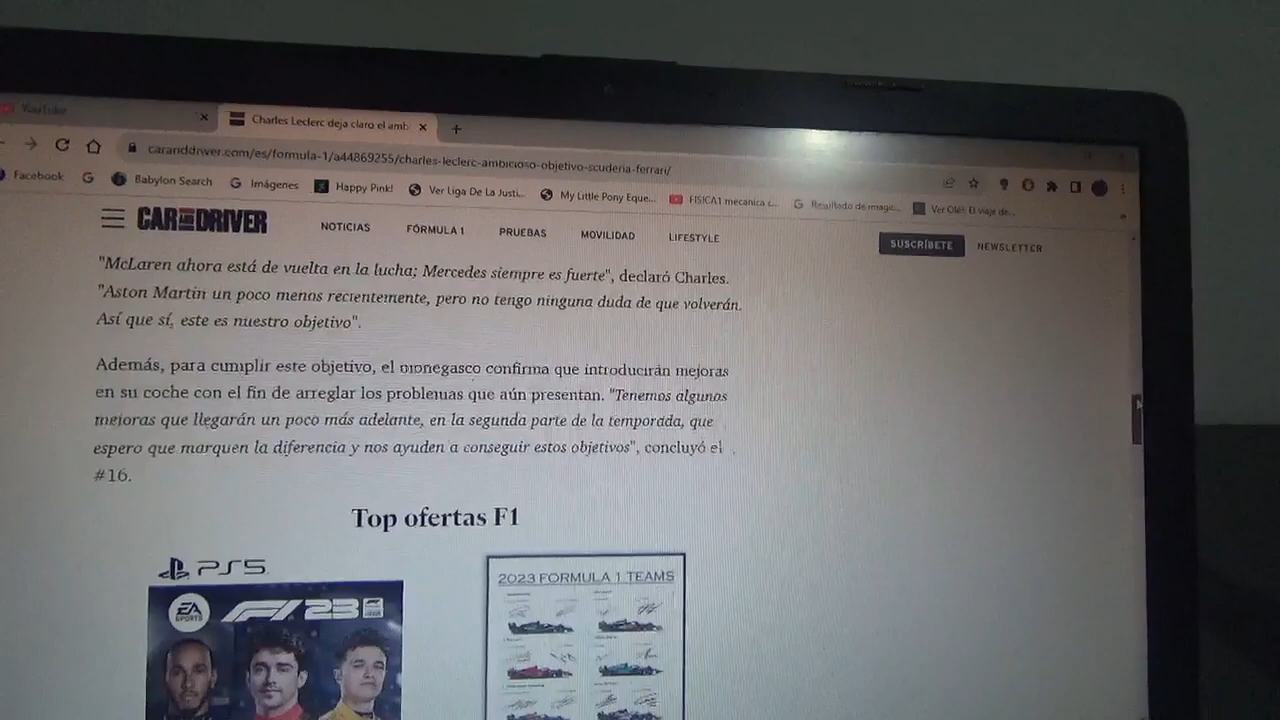 YouTube
Charles Leclerc deja claro el amb
caranddriver.com/es/formula-1/a44869255/charles-leclerc-ambicioso-objetivo-scuderia-ferrari/
Facebook Babylon Search Imágenes Happy Pink! Ver Liga De La Justi... My Little Pony Eque... FISICA1 mecanica c... Resultado de image... Ver Olé!: El viaje de...
CAR AND DRIVER NOTICIAS FÓRMULA 1 PRUEBAS MOVILIDAD LIFESTYLE SUSCRÍBETE NEWSLETTER
"McLaren ahora está de vuelta en la lucha; Mercedes siempre es fuerte", declaró Charles.
"Aston Martin un poco menos recientemente, pero no tengo ninguna duda de que volverán.
Así que sí, este es nuestro objetivo".
Además, para cumplir este objetivo, el monegasco confirma que introducirán mejoras
en su coche con el fin de arreglar los problemas que aún presentan. "Tenemos algunas
mejoras que llegarán un poco más adelante, en la segunda parte de la temporada, que
espero que marquen la diferencia y nos ayuden a conseguir estos objetivos", concluyó el
#16.
Top ofertas F1
PS5
EA SPORTS F1 23
2023 FORMULA 1 TEAMS